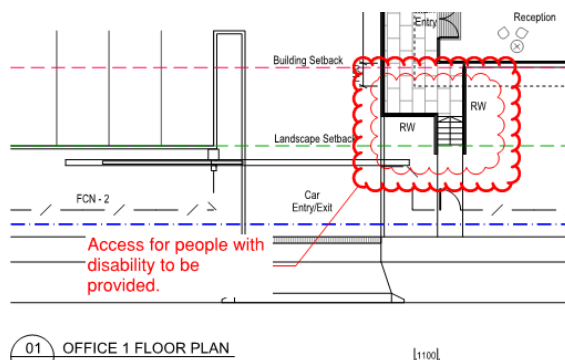 Entry
Reception
Building Setback
RW
RW
Landscape Setback
FCN - 2
Car
Entry/Exit
Access for people with
disability to be
provided.
01 OFFICE 1 FLOOR PLAN
1100